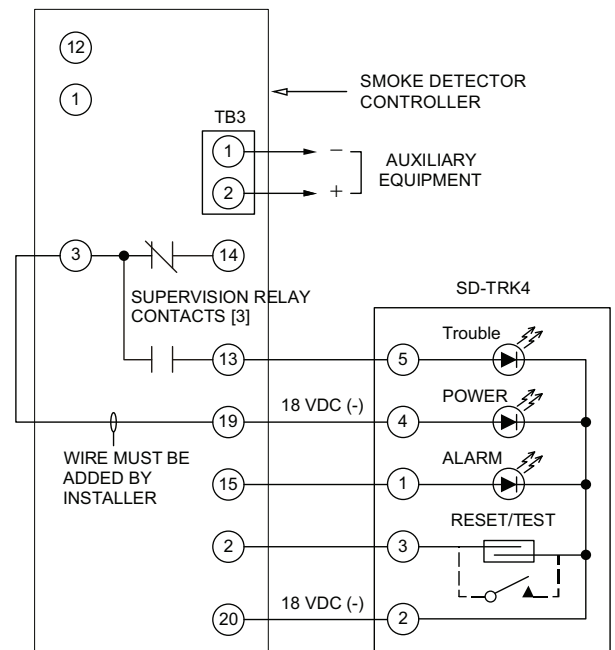 12
1
SMOKE DETECTOR
CONTROLLER
TB3
1
−
2
+
AUXILIARY
EQUIPMENT
3
14
SUPERVISION RELAY
CONTACTS [3]
13
SD-TRK4
5
Trouble
19
18 VDC (-)
4
POWER
WIRE MUST BE
ADDED BY
INSTALLER
15
1
ALARM
2
3
RESET/TEST
20
18 VDC (-)
2